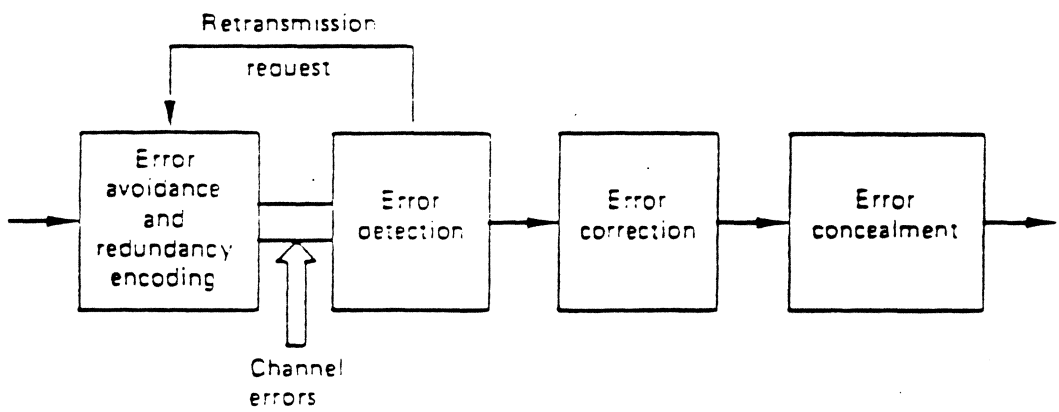 Retransmission
request
Error
avoidance
and
redundancy
encoding
Error
detection
Error
correction
Error
concealment
Channel
errors